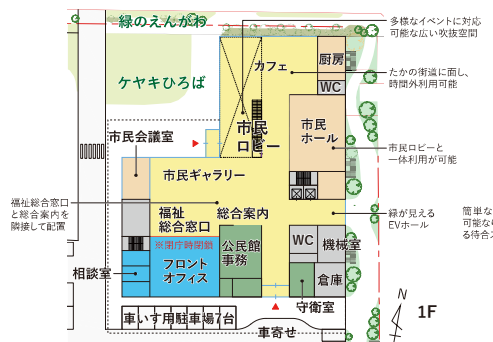 緑のえんがわ
多様なイベントに対応
可能な広い吹抜空間
カフェ
厨房
ケヤキひろば
たかの街道に面し、
時間外利用可能
WC
市民
ロビー
市民
ホール
市民会議室
市民ロビーと
一体利用が可能
市民ギャラリー
福祉総合窓口
と総合案内を
隣接して配置
福祉
総合窓口
総合案内
緑が見える
EVホール
簡単な
可能な
る待合ス
※閉庁時閉鎖
公民館
事務
WC
機械室
相談室
フロント
オフィス
倉庫
守衛室
N
1F
車いす用駐車場7台
車寄せ